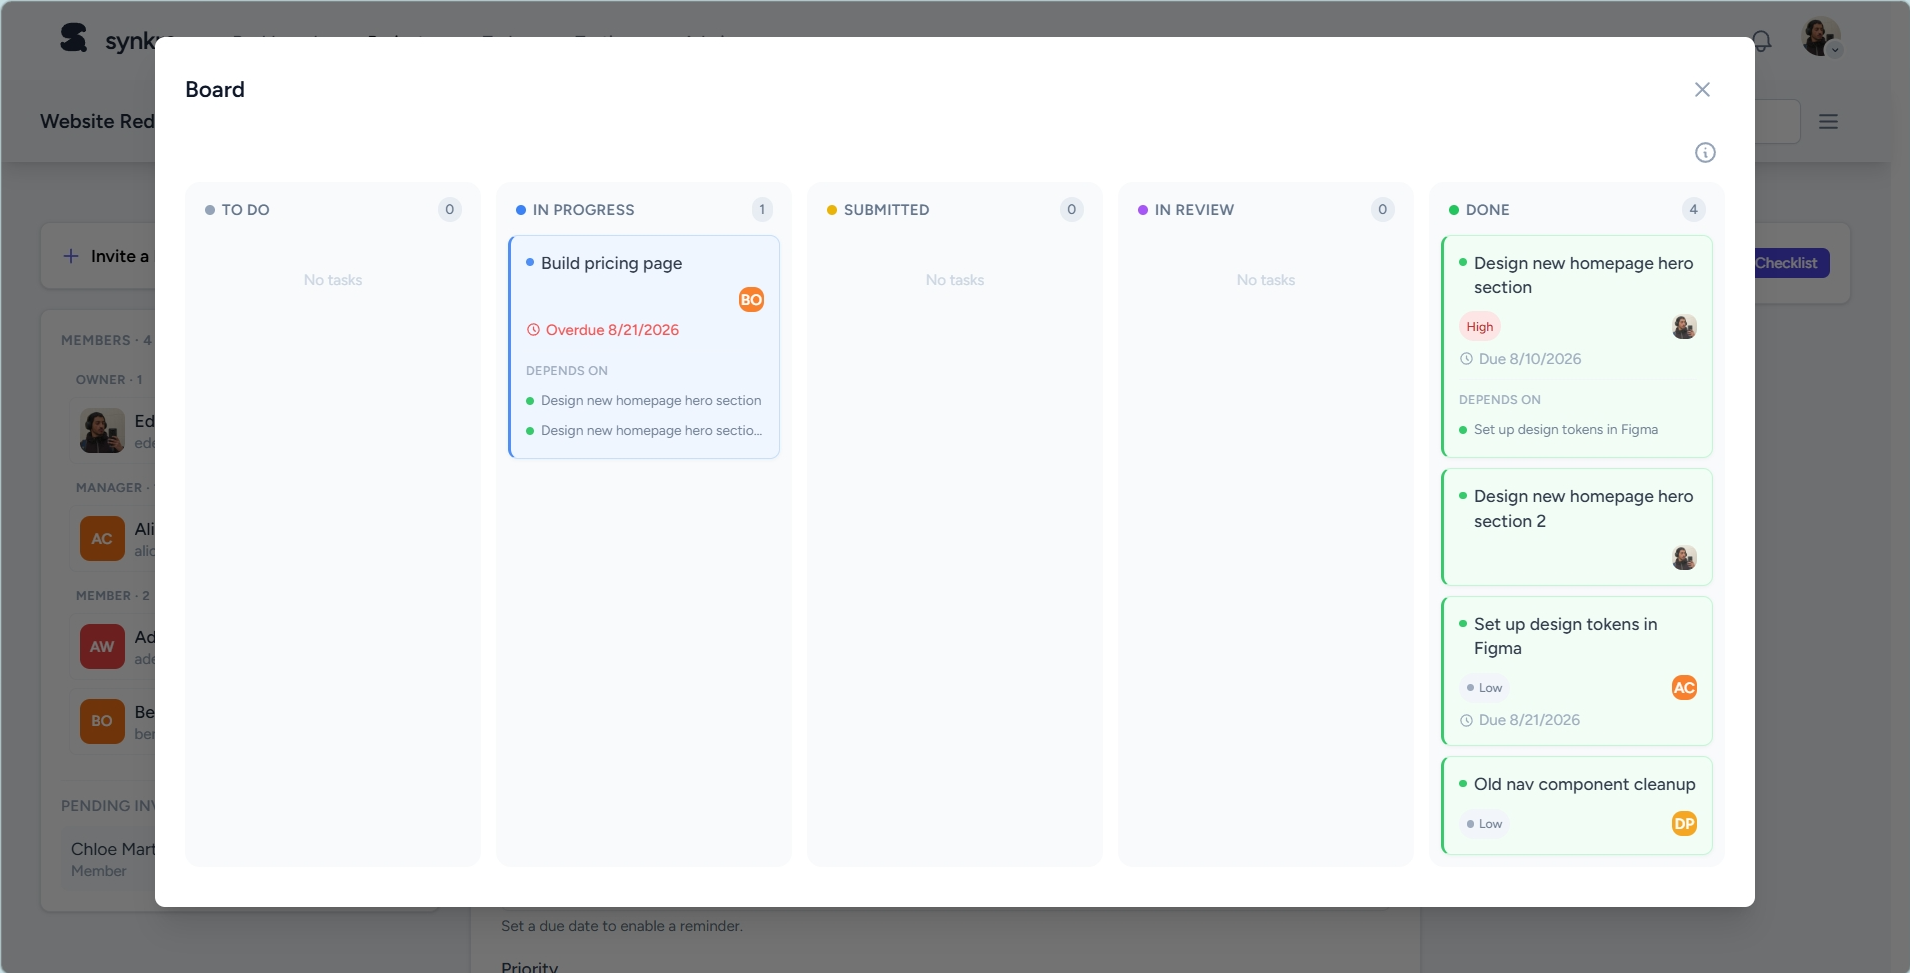 Board
Website Red
TO DO
0
No tasks
IN PROGRESS
1
Build pricing page
BO
Overdue 8/21/2026
DEPENDS ON
Design new homepage hero section
Design new homepage hero sectio...
SUBMITTED
0
No tasks
IN REVIEW
0
No tasks
DONE
4
Design new homepage hero
section
High
Due 8/10/2026
DEPENDS ON
Set up design tokens in Figma
Design new homepage hero
section 2
Set up design tokens in
Figma
Low
AC
Due 8/21/2026
Old nav component cleanup
Low
DP
Invite a
Checklist
MEMBERS · 4
OWNER · 1
Ed
ede
MANAGER ·
AC
Ali
alic
MEMBER · 2
AW
Ad
ade
BO
Be
ber
PENDING INV
Chloe Mart
Member
Set a due date to enable a reminder.
Priority